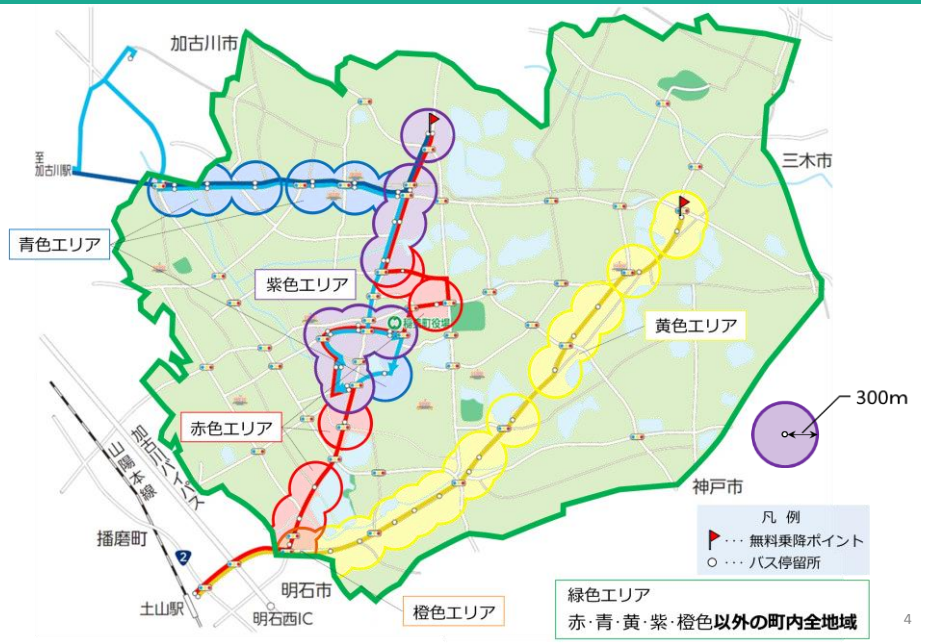 加古川市
至
加古川駅
三木市
青色エリア
紫色エリア
稲美町役場
黄色エリア
300m
赤色エリア
加古川バイパス
山陽本線
神戸市
播磨町
2
凡 例
･･･ 無料乗降ポイント
･･･ バス停留所
明石市
土山駅
明石西IC
橙色エリア
緑色エリア
赤･青･黄･紫･橙色以外の町内全地域
4